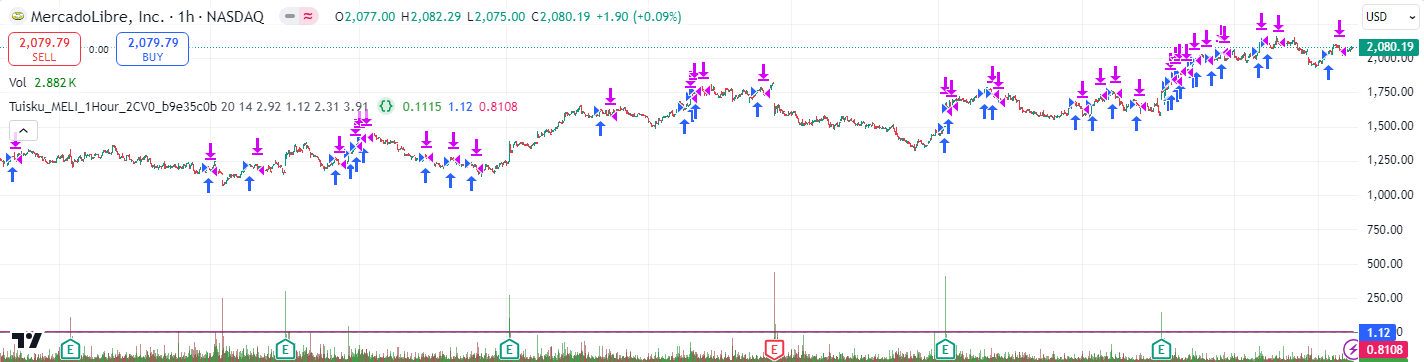 MercadoLibre, Inc. · 1h · NASDAQ O2,077.00 H2,082.29 L2,075.00 C2,080.19 +1.90 (+0.09%) USD
2,079.79 0.00 2,079.79
SELL BUY
2,080.19
Vol 2.882 K
2,000.00
1,750.00
Tuisku_MELI_1Hour_2CV0_b9e35c0b 20 14 2.92 1.12 2.31 3.91 {} 0.1115 1.12 0.8108
1,500.00
1,250.00
1,000.00
750.00
500.00
250.00
1.12
0.8108
E E E E E E